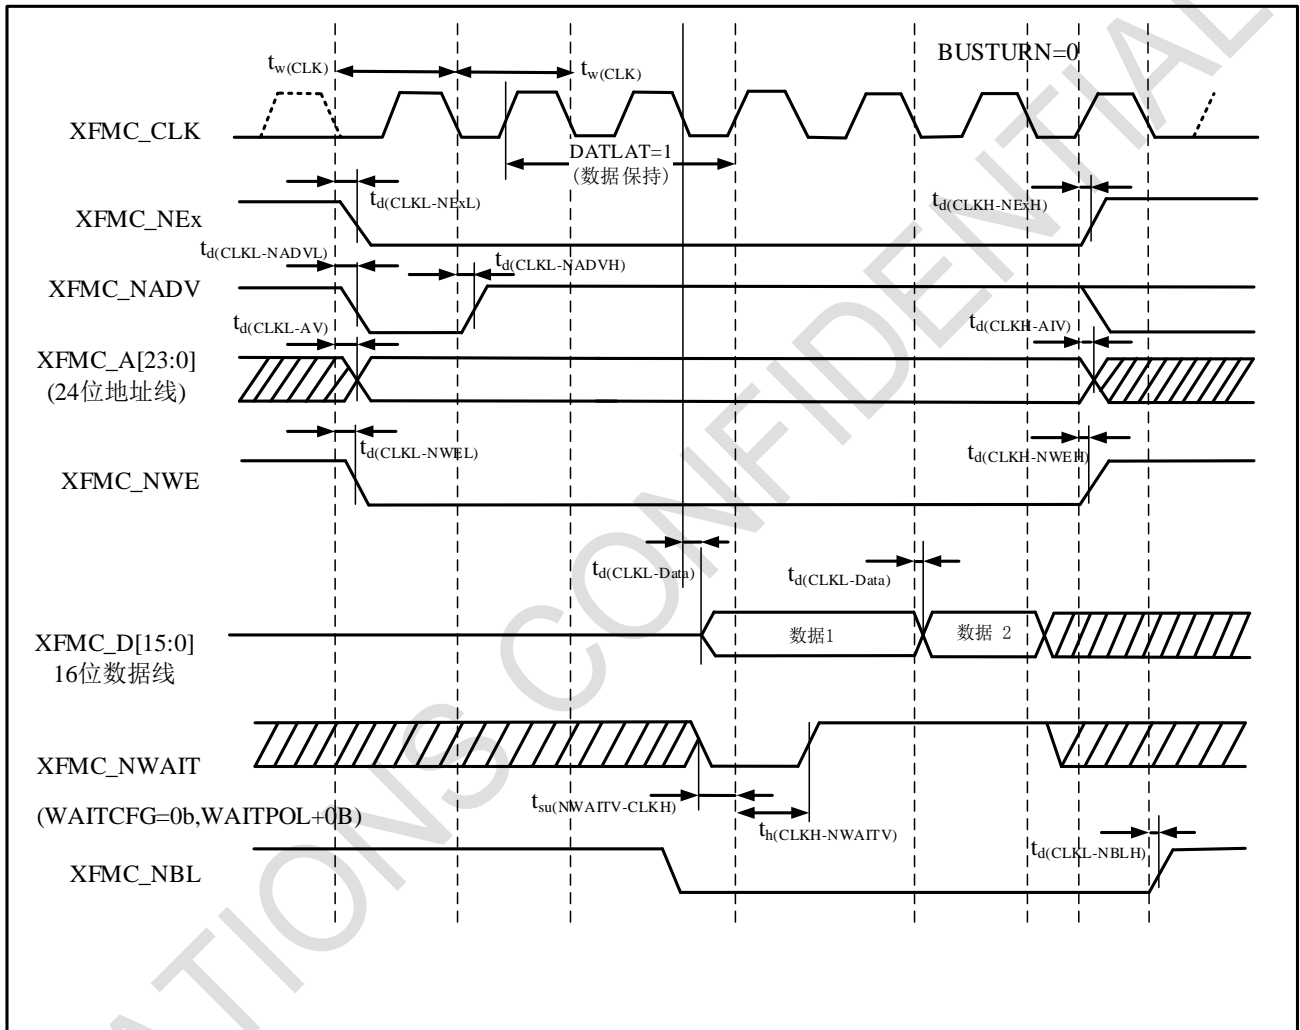 BUSTURN=0
tw(CLK)
tw(CLK)
XFMC_CLK
DATLAT=1
(数据保持)
td(CLKL-NExL)
td(CLKH-NExH)
XFMC_NEx
td(CLKL-NADVL)
td(CLKL-NADVH)
XFMC_NADV
td(CLKL-AV)
td(CLKH-AIV)
XFMC_A[23:0]
(24位地址线)
td(CLKL-NWEL)
td(CLKH-NWEH)
XFMC_NWE
td(CLKL-Data)
td(CLKL-Data)
XFMC_D[15:0]
16位数据线
数据1
数据 2
XFMC_NWAIT
(WAITCFG=0b,WAITPOL+0B)
tsu(NWAITV-CLKH)
th(CLKH-NWAITV)
td(CLKL-NBLH)
XFMC_NBL
ATIONS CONFIDENTIAL